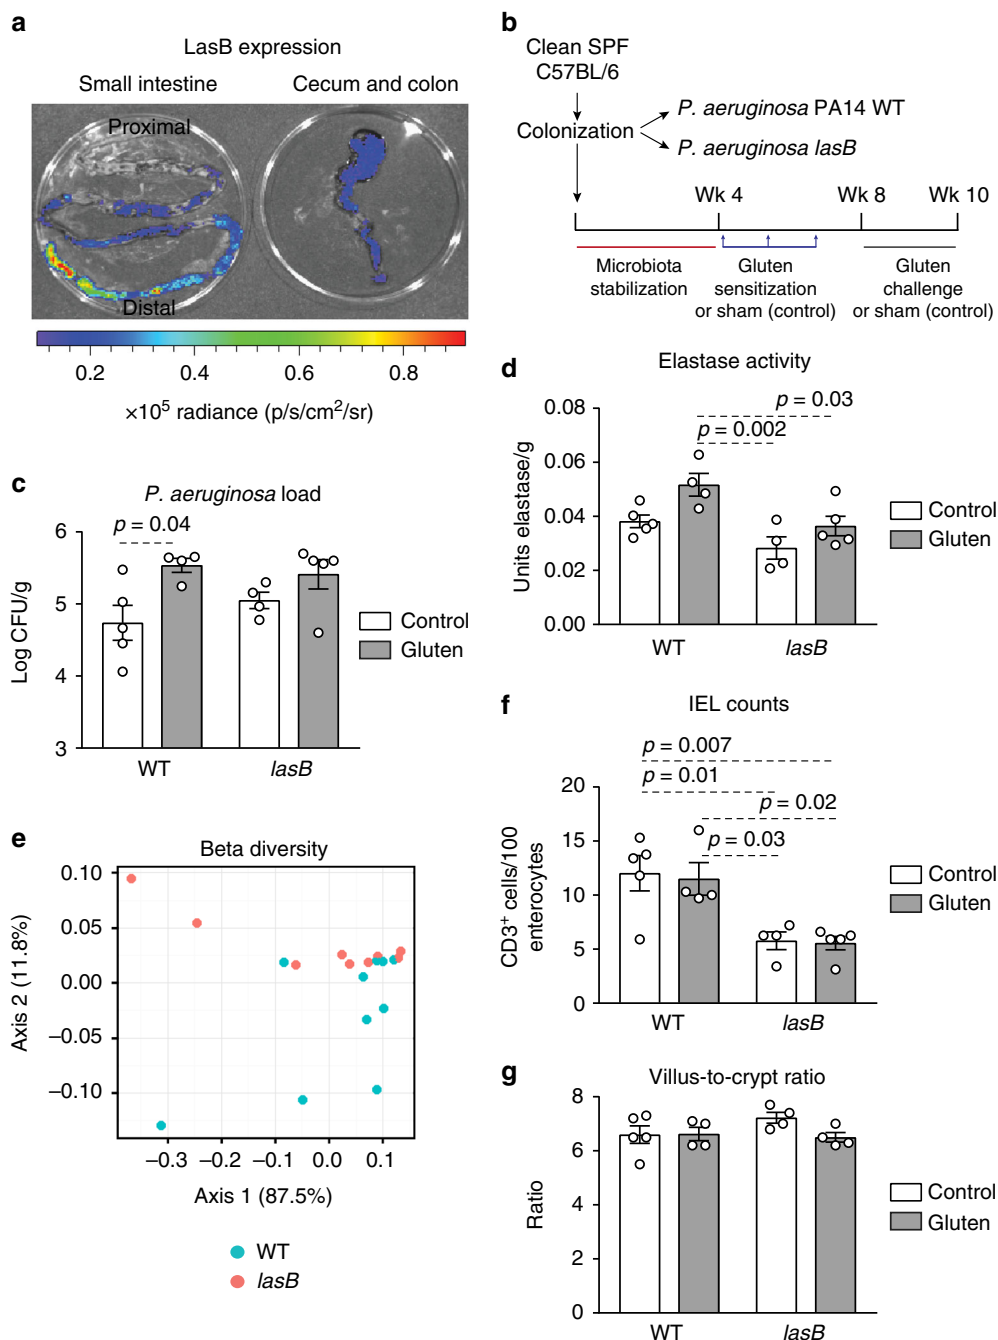 a
LasB expression
Small intestine
Cecum and colon
Proximal
Distal
0.2 0.4 0.6 0.8
×10⁵ radiance (p/s/cm²/sr)
b
Clean SPF
C57BL/6
Colonization
P. aeruginosa PA14 WT
P. aeruginosa lasB
Wk 4 Wk 8 Wk 10
Microbiota
stabilization
Gluten
sensitization
or sham (control)
Gluten
challenge
or sham (control)
c
P. aeruginosa load
p = 0.04
Log CFU/g
6
5
4
3
WT lasB
Control
Gluten
d
Elastase activity
p = 0.03
p = 0.002
Units elastase/g
0.08
0.06
0.04
0.02
0.00
WT lasB
Control
Gluten
e
Beta diversity
Axis 2 (11.8%)
0.10
0.05
0.00
–0.05
–0.10
–0.3 –0.2 –0.1 0.0 0.1
Axis 1 (87.5%)
WT
lasB
f
IEL counts
p = 0.007
p = 0.01
p = 0.02
p = 0.03
CD3⁺ cells/100
enterocytes
20
15
10
5
0
WT lasB
Control
Gluten
g
Villus-to-crypt ratio
Ratio
8
6
4
2
0
WT lasB
Control
Gluten